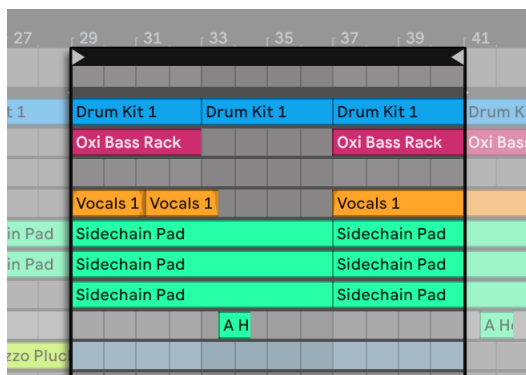 27 29 31 33 35 37 39 41
t 1 Drum Kit 1 Drum Kit 1 Drum Kit 1 Drum K
Oxi Bass Rack Oxi Bass Rack Oxi Bas
Vocals 1 Vocals 1 Vocals 1
in Pad Sidechain Pad Sidechain Pad
in Pad Sidechain Pad Sidechain Pad
Sidechain Pad Sidechain Pad
A H A H
zzo Pluc